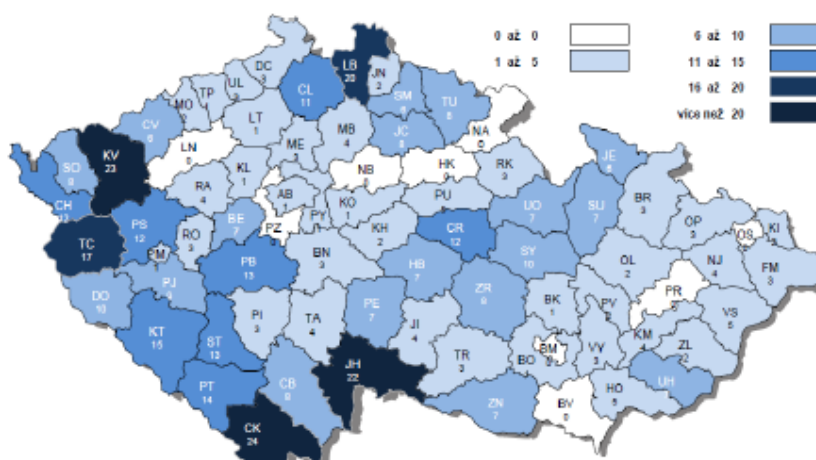 0 až 0
6 až 10
1 až 5
11 až 15
16 až 20
více než 20
DC
3
LB
20
JN
2
UL
TP
MO
CL
11
SM
TU
CV
LT
1
MB
4
JC
8
NA
LN
0
ME
KV
23
SO
8
KL
1
NB
HK
RK
3
JE
RA
4
AB
1
KO
1
PU
CH
PS
12
RO
3
BE
7
PZ
PY
KH
2
CR
12
UO
7
SU
7
BR
3
OP
3
OS
KI
TC
17
PM
PB
13
BN
3
HB
7
SY
10
OL
2
NJ
4
FM
3
PJ
DO
10
PE
7
ZR
BK
1
PV
PR
KT
15
ST
13
PI
3
TA
4
JI
4
VS
5
BO
BM
VY
3
KM
ZL
2
TR
3
JH
22
PT
14
CB
8
UH
ZN
7
BV
0
HO
CK
24